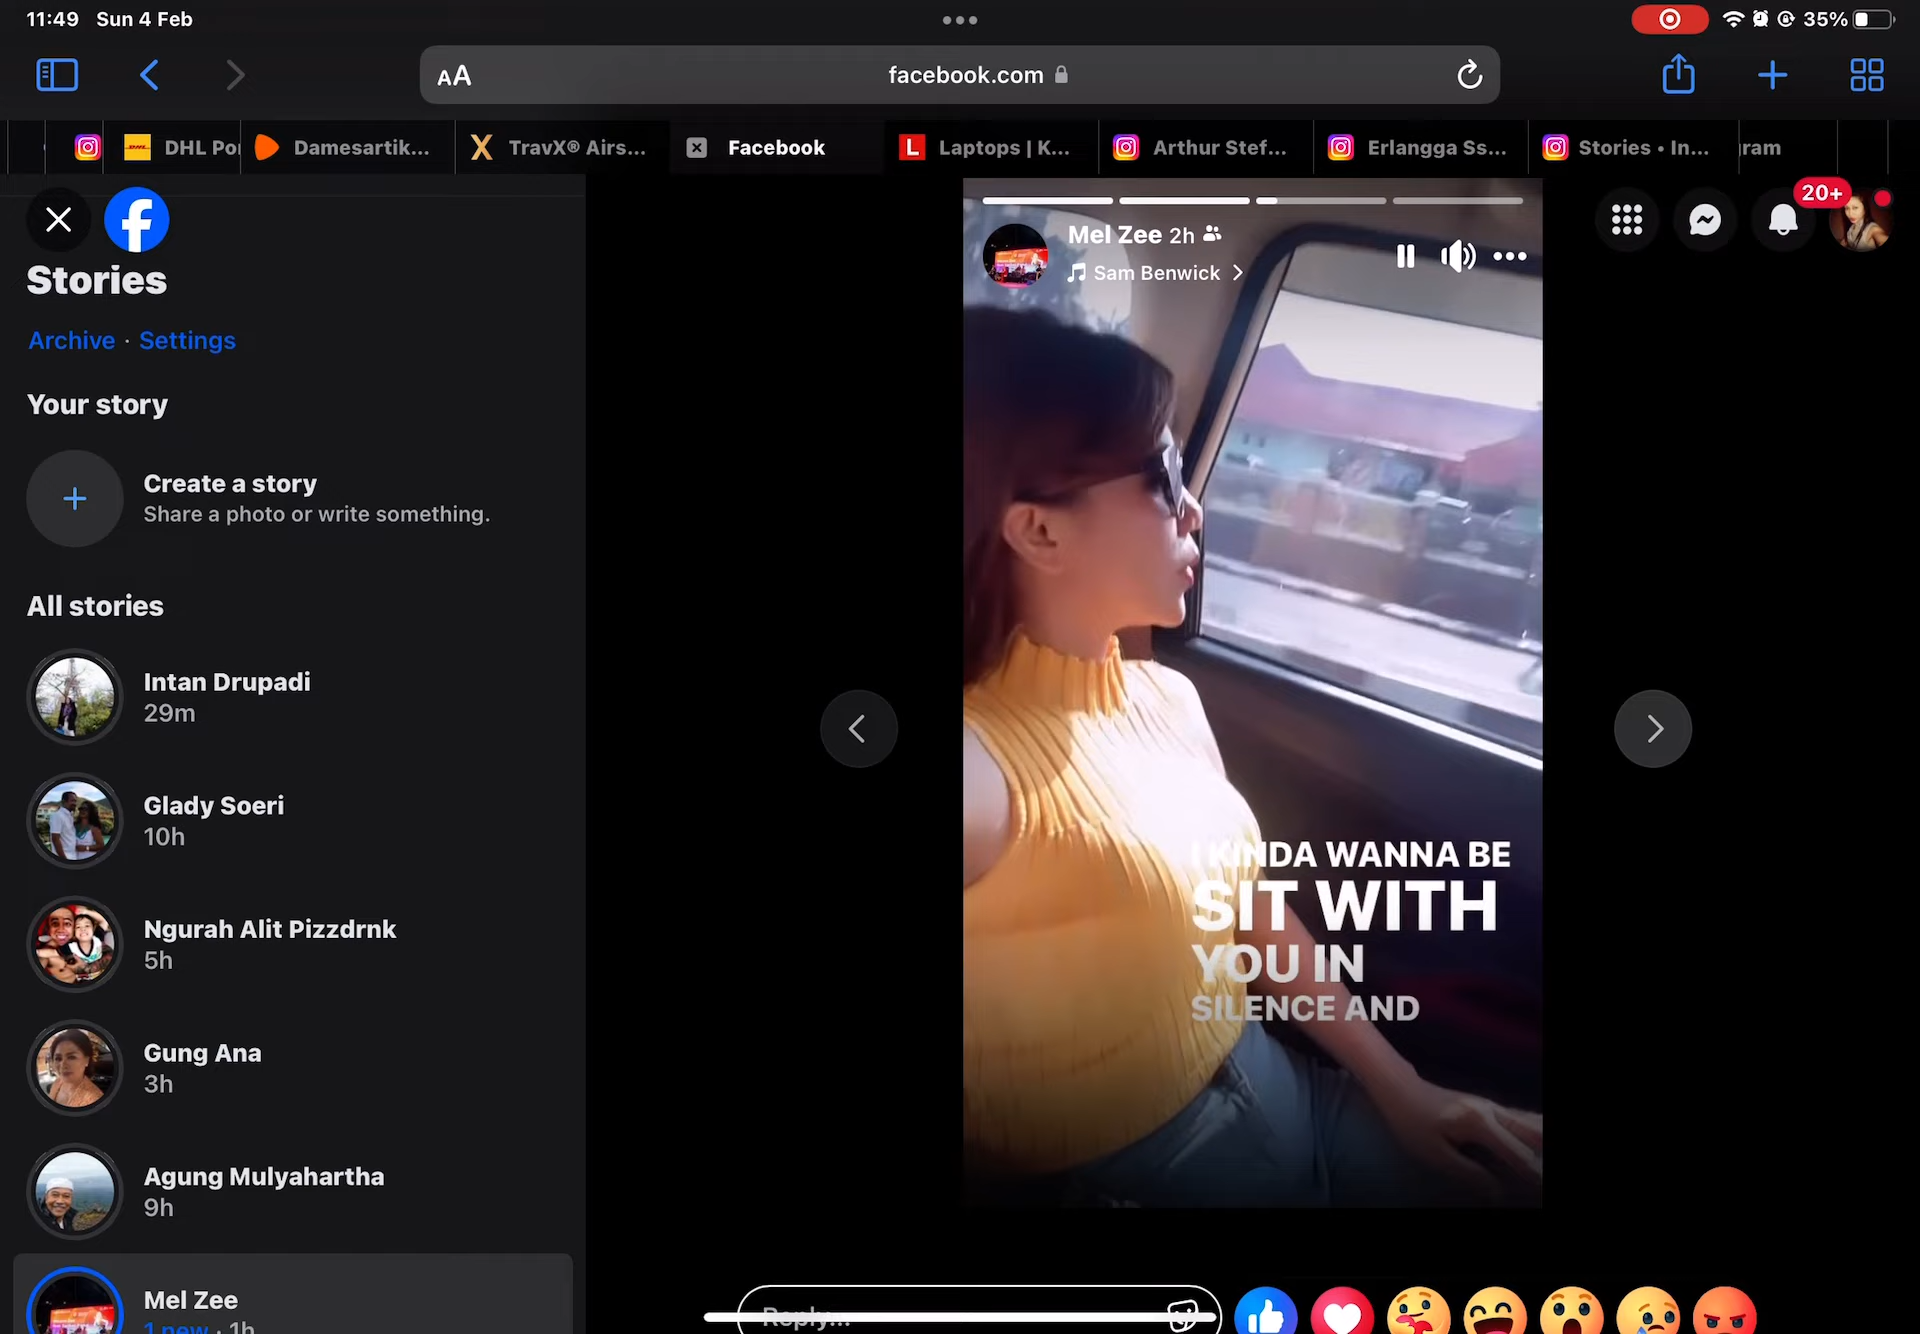 11:49 Sun 4 Feb
35%
AA
facebook.com
DHL Po
Damesartik...
TravX® Airs...
Facebook
L Laptops | K...
Arthur Stef...
Erlangga Ss...
Stories • In...
ram
20+
Stories
Archive · Settings
Your story
Create a story
Share a photo or write something.
All stories
Intan Drupadi
29m
Glady Soeri
10h
Ngurah Alit Pizzdrnk
5h
Gung Ana
3h
Agung Mulyahartha
9h
Mel Zee
1 new · 1h
Mel Zee 2h
Sam Benwick
I KINDA WANNA BE
SIT WITH
YOU IN
SILENCE AND
Reply...